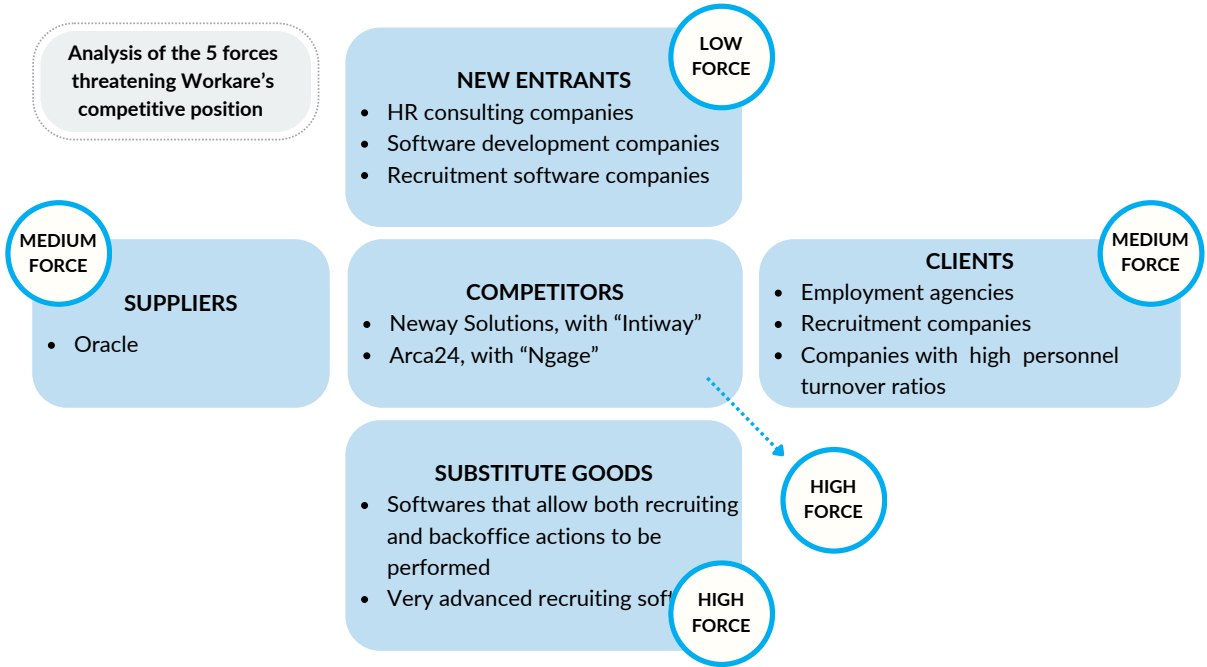 Analysis of the 5 forces
threatening Workare’s
competitive position
LOW
FORCE
NEW ENTRANTS
• HR consulting companies
• Software development companies
• Recruitment software companies
MEDIUM
FORCE
SUPPLIERS
• Oracle
COMPETITORS
• Neway Solutions, with “Intiway”
• Arca24, with “Ngage”
MEDIUM
FORCE
CLIENTS
• Employment agencies
• Recruitment companies
• Companies with high personnel
turnover ratios
HIGH
FORCE
SUBSTITUTE GOODS
• Softwares that allow both recruiting
and backoffice actions to be
performed
• Very advanced recruiting
HIGH
FORCE